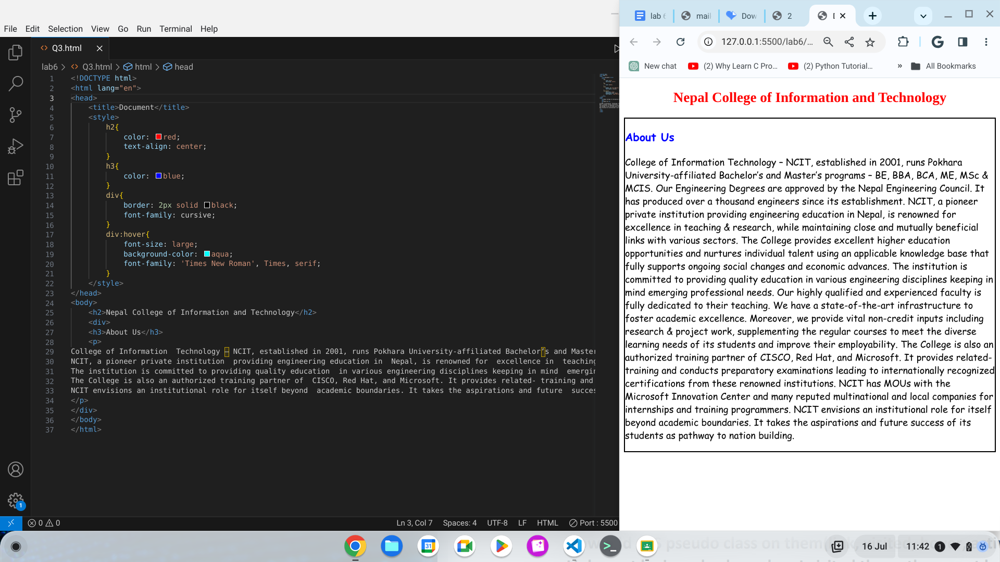 File Edit Selection View Go Run Terminal Help
Q3.html
lab6 > Q3.html > html > head
1 <!DOCTYPE html>
2 <html lang="en">
3 <head>
4 <title>Document</title>
5 <style>
6 h2{
7 color: red;
8 text-align: center;
9 }
10 h3{
11 color: blue;
12 }
13 div{
14 border: 2px solid black;
15 font-family: cursive;
16 }
17 div:hover{
18 font-size: large;
19 background-color: aqua;
20 font-family: 'Times New Roman', Times, serif;
21 }
22 </style>
23 </head>
24 <body>
25 <h2>Nepal College of Information and Technology</h2>
26 <div>
27 <h3>About Us</h3>
28 <p>
29 College of Information  Technology – NCIT, established in 2001, runs Pokhara University-affiliated Bachelor’s and Master
30 NCIT, a pioneer private institution  providing engineering education in  Nepal, is renowned for  excellence in  teaching
31 The institution is committed to providing quality education  in various engineering disciplines keeping in mind  emergin
32 The College is also an authorized training partner of  CISCO, Red Hat, and Microsoft. It provides related- training and
33 NCIT envisions an institutional role for itself beyond  academic boundaries. It takes the aspirations and future  succes
34 </p>
35 </div>
36 </body>
37 </html>
1
0 0 Ln 3, Col 7 Spaces: 4 UTF-8 LF HTML Port : 5500
lab 6 mail Dow 2
127.0.0.1:5500/lab6/...
New chat (2) Why Learn C Pro... (2) Python Tutorial... » All Bookmarks
Nepal College of Information and Technology
About Us
College of Information Technology – NCIT, established in 2001, runs Pokhara
University-affiliated Bachelor’s and Master’s programs – BE, BBA, BCA, ME, MSc &
MCIS. Our Engineering Degrees are approved by the Nepal Engineering Council. It
has produced over a thousand engineers since its establishment. NCIT, a pioneer
private institution providing engineering education in Nepal, is renowned for
excellence in teaching & research, while maintaining close and mutually beneficial
links with various sectors. The College provides excellent higher education
opportunities and nurtures individual talent using an applicable knowledge base that
fully supports ongoing social changes and economic advances. The institution is
committed to providing quality education in various engineering disciplines keeping in
mind emerging professional needs. Our highly qualified and experienced faculty is
fully dedicated to their teaching. We have a state-of-the-art infrastructure to
foster academic excellence. Moreover, we provide vital non-credit inputs including
research & project work, supplementing the regular courses to meet the diverse
learning needs of its students and improve their employability. The College is also an
authorized training partner of CISCO, Red Hat, and Microsoft. It provides related-
training and conducts preparatory examinations leading to internationally recognized
certifications from these renowned institutions. NCIT has MOUs with the
Microsoft Innovation Center and many reputed multinational and local companies for
internships and training programmers. NCIT envisions an institutional role for itself
beyond academic boundaries. It takes the aspirations and future success of its
students as pathway to nation building.
31
pseudo class on them
16 Jul 11:42 1